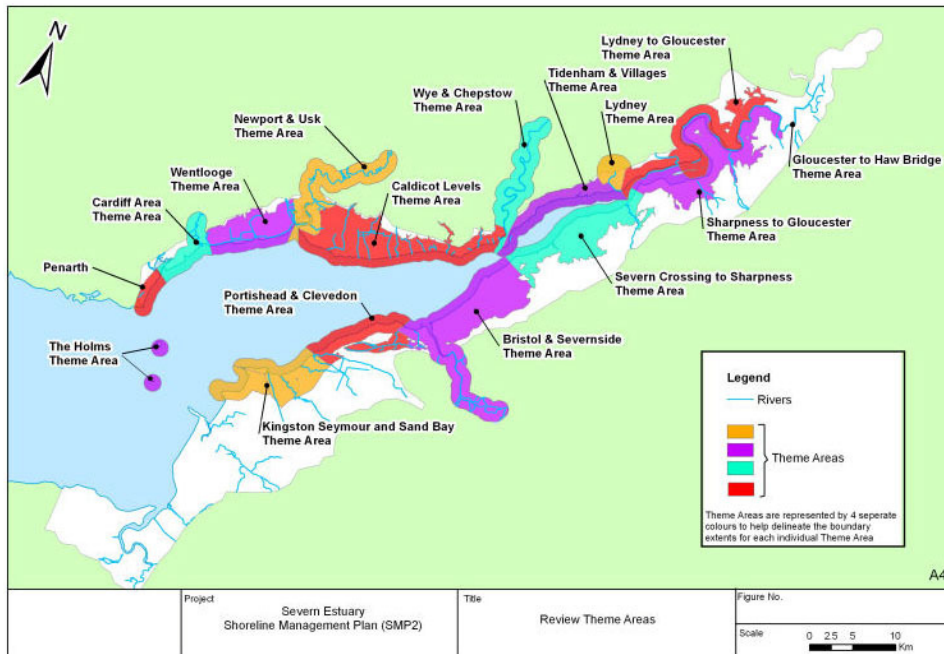 N
Lydney to Gloucester
Theme Area
Tidenham & Villages
Theme Area
Wye & Chepstow
Theme Area
Lydney
Theme Area
Newport & Usk
Theme Area
Wentlooge
Theme Area
Caldicot Levels
Theme Area
Gloucester to Haw Bridge
Theme Area
Cardiff Area
Theme Area
Sharpness to Gloucester
Theme Area
Penarth
Severn Crossing to Sharpness
Theme Area
Portishead & Clevedon
Theme Area
Bristol & Severnside
Theme Area
The Holms
Theme Area
Kingston Seymour and Sand Bay
Theme Area
Legend
Rivers
Theme Areas
Theme Areas are represented by 4 seperate
colours to help delineate the boundary
extents for each individual Theme Area
A4
Project
Severn Estuary
Shoreline Management Plan (SMP2)
Title
Review Theme Areas
Figure No.
Scale
0 2.5 5 10
Km